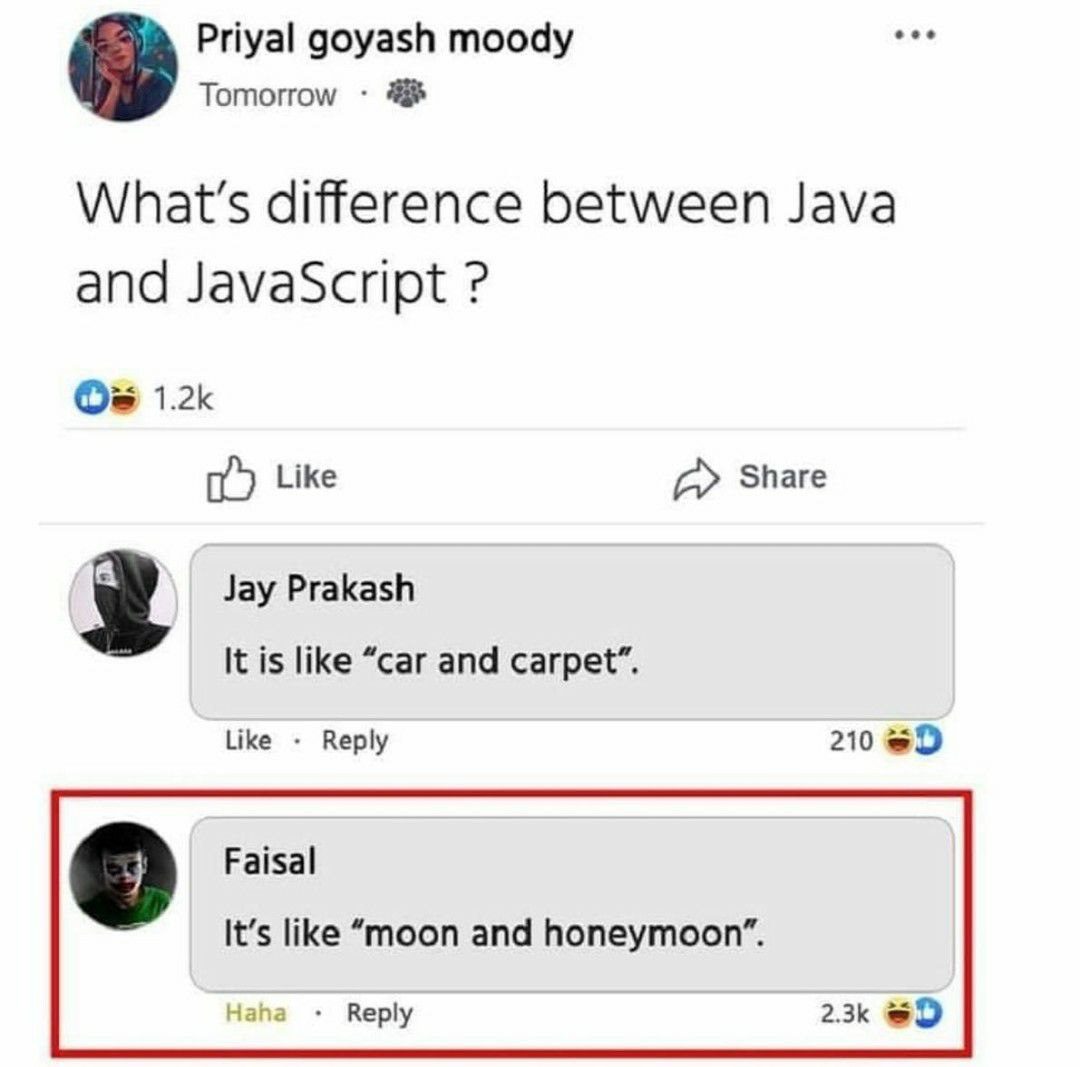 Priyal goyash moody
Tomorrow ·
What's difference between Java
and JavaScript ?
1.2k
Like
Share
Jay Prakash
It is like “car and carpet”.
Like · Reply
210
Faisal
It's like “moon and honeymoon”.
Haha · Reply
2.3k